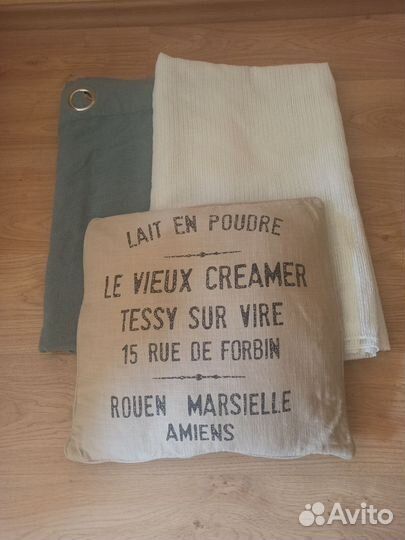 LAIT EN POUDRE
LE VIEUX CREAMER
TESSY SUR VIRE
15 RUE DE FORBIN
ROUEN MARSIELLE
AMIENS
Avito